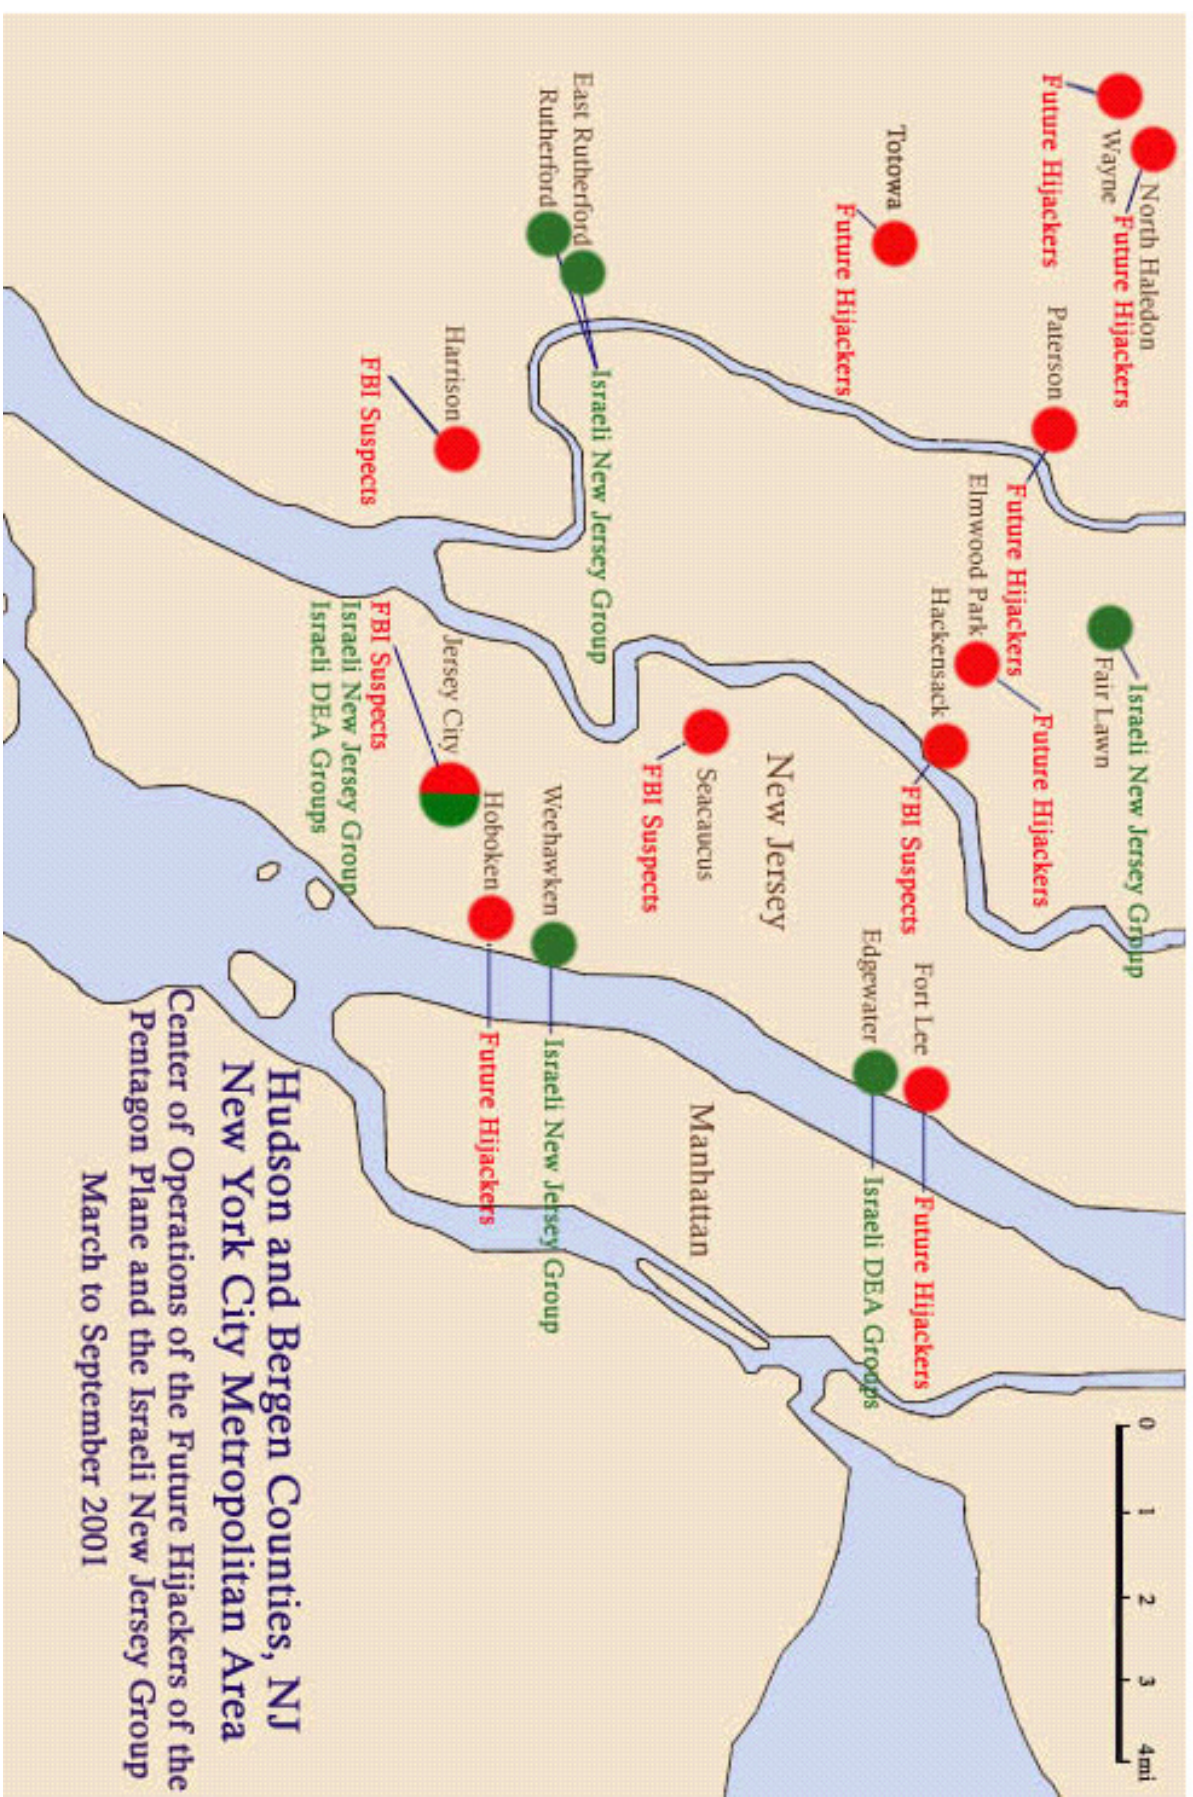 North Haledon
Future Hijackers
Wayne
Future Hijackers
Totowa
Future Hijackers
Paterson
Future Hijackers
Israeli New Jersey Group
Fair Lawn
Elmwood Park
Future Hijackers
Hackensack
FBI Suspects
East Rutherford
Rutherford
Israeli New Jersey Group
Harrison
FBI Suspects
New Jersey
Seacaucus
FBI Suspects
Fort Lee
Future Hijackers
Edgewater
Israeli DEA Groups
Weehawken
Israeli New Jersey Group
Hoboken
Future Hijackers
Jersey City
FBI Suspects
Israeli New Jersey Group
Israeli DEA Groups
Manhattan
0 1 2 3 4mi
Hudson and Bergen Counties, NJ
New York City Metropolitan Area
Center of Operations of the Future Hijackers of the
Pentagon Plane and the Israeli New Jersey Group
March to September 2001